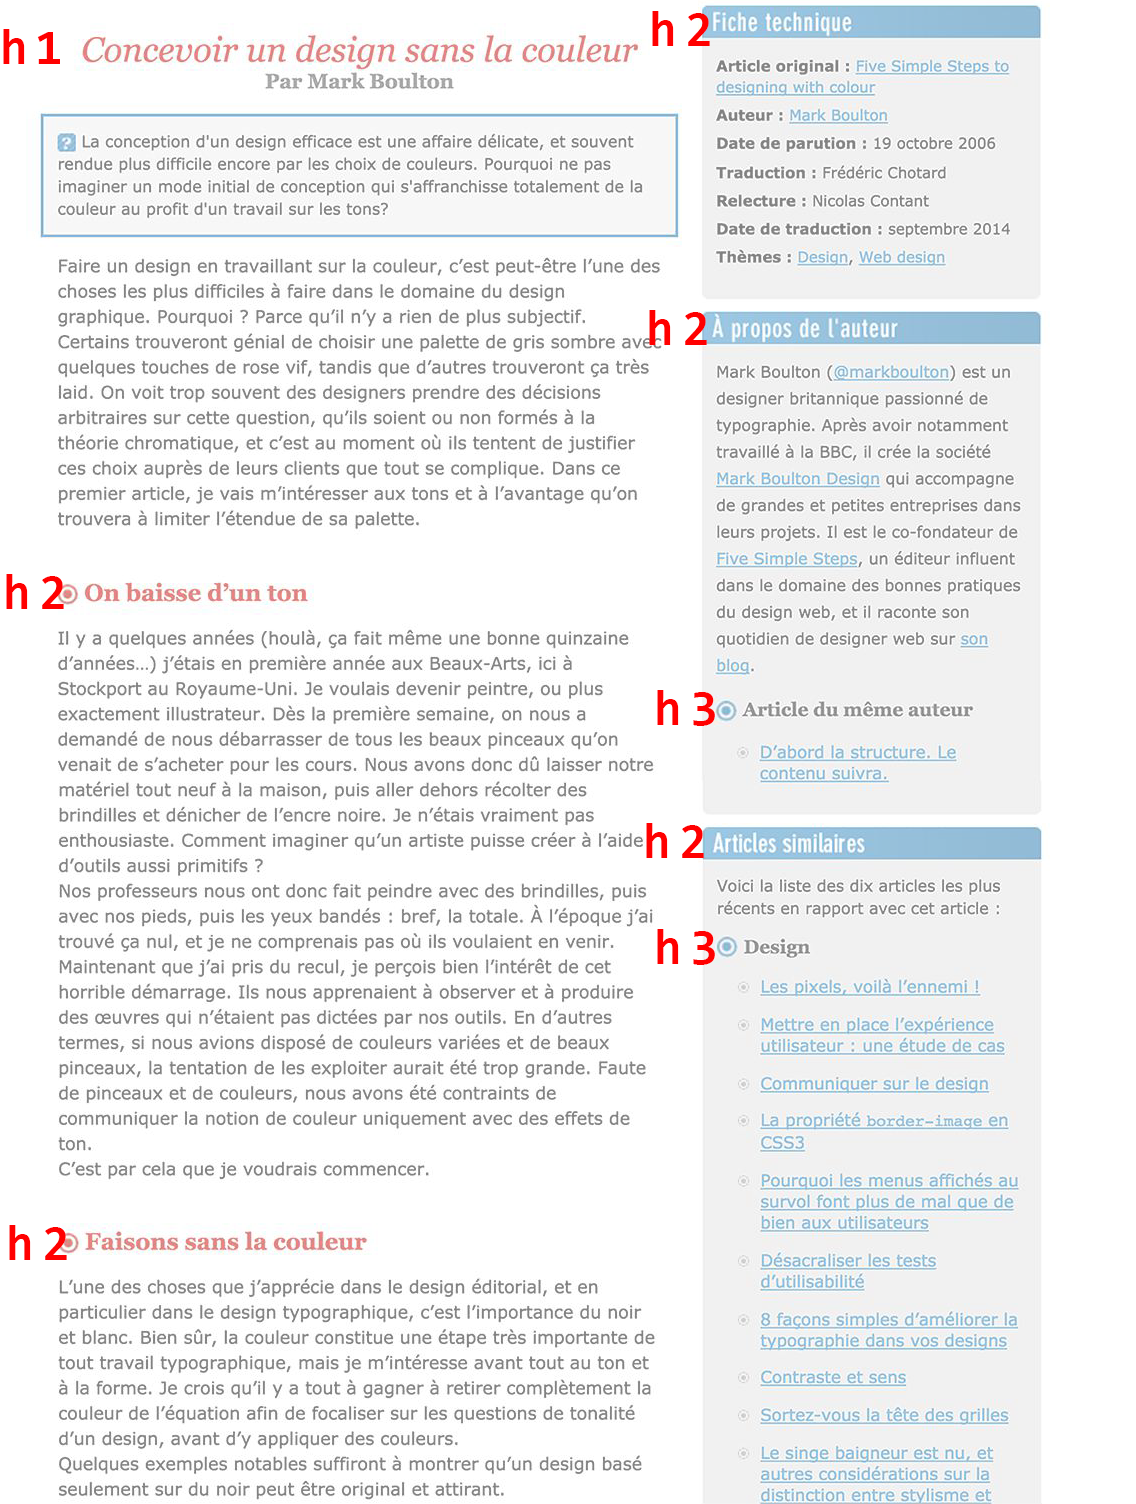 h 1
Concevoir un design sans la couleur
Par Mark Boulton
La conception d'un design efficace est une affaire délicate, et souvent
rendue plus difficile encore par les choix de couleurs. Pourquoi ne pas
imaginer un mode initial de conception qui s'affranchisse totalement de la
couleur au profit d'un travail sur les tons?
Faire un design en travaillant sur la couleur, c’est peut-être l’une des
choses les plus difficiles à faire dans le domaine du design
graphique. Pourquoi ? Parce qu’il n’y a rien de plus subjectif.
Certains trouveront génial de choisir une palette de gris sombre avec
quelques touches de rose vif, tandis que d’autres trouveront ça très
laid. On voit trop souvent des designers prendre des décisions
arbitraires sur cette question, qu’ils soient ou non formés à la
théorie chromatique, et c’est au moment où ils tentent de justifier
ces choix auprès de leurs clients que tout se complique. Dans ce
premier article, je vais m’intéresser aux tons et à l’avantage qu’on
trouvera à limiter l’étendue de sa palette.
h 2
On baisse d’un ton
Il y a quelques années (houlà, ça fait même une bonne quinzaine
d’années…) j’étais en première année aux Beaux-Arts, ici à
Stockport au Royaume-Uni. Je voulais devenir peintre, ou plus
exactement illustrateur. Dès la première semaine, on nous a
demandé de nous débarrasser de tous les beaux pinceaux qu’on
venait de s’acheter pour les cours. Nous avons donc dû laisser notre
matériel tout neuf à la maison, puis aller dehors récolter des
brindilles et dénicher de l’encre noire. Je n’étais vraiment pas
enthousiaste. Comment imaginer qu’un artiste puisse créer à l’aide
d’outils aussi primitifs ?
Nos professeurs nous ont donc fait peindre avec des brindilles, puis
avec nos pieds, puis les yeux bandés : bref, la totale. À l’époque j’ai
trouvé ça nul, et je ne comprenais pas où ils voulaient en venir.
Maintenant que j’ai pris du recul, je perçois bien l’intérêt de cet
horrible démarrage. Ils nous apprenaient à observer et à produire
des œuvres qui n’étaient pas dictées par nos outils. En d’autres
termes, si nous avions disposé de couleurs variées et de beaux
pinceaux, la tentation de les exploiter aurait été trop grande. Faute
de pinceaux et de couleurs, nous avons été contraints de
communiquer la notion de couleur uniquement avec des effets de
ton.
C’est par cela que je voudrais commencer.
h 2
Faisons sans la couleur
L’une des choses que j’apprécie dans le design éditorial, et en
particulier dans le design typographique, c’est l’importance du noir
et blanc. Bien sûr, la couleur constitue une étape très importante de
tout travail typographique, mais je m’intéresse avant tout au ton et
à la forme. Je crois qu’il y a tout à gagner à retirer complètement la
couleur de l’équation afin de focaliser sur les questions de tonalité
d’un design, avant d’y appliquer des couleurs.
Quelques exemples notables suffiront à montrer qu’un design basé
seulement sur du noir peut être original et attirant.
h 2
Fiche technique
Article original : Five Simple Steps to
designing with colour
Auteur : Mark Boulton
Date de parution : 19 octobre 2006
Traduction : Frédéric Chotard
Relecture : Nicolas Contant
Date de traduction : septembre 2014
Thèmes : Design, Web design
h 2
À propos de l'auteur
Mark Boulton (@markboulton) est un
designer britannique passionné de
typographie. Après avoir notamment
travaillé à la BBC, il crée la société
Mark Boulton Design qui accompagne
de grandes et petites entreprises dans
leurs projets. Il est le co-fondateur de
Five Simple Steps, un éditeur influent
dans le domaine des bonnes pratiques
du design web, et il raconte son
quotidien de designer web sur son
blog.
h 3
Article du même auteur
D’abord la structure. Le
contenu suivra.
h 2
Articles similaires
Voici la liste des dix articles les plus
récents en rapport avec cet article :
h 3
Design
Les pixels, voilà l’ennemi !
Mettre en place l’expérience
utilisateur : une étude de cas
Communiquer sur le design
La propriété border-image en
CSS3
Pourquoi les menus affichés au
survol font plus de mal que de
bien aux utilisateurs
Désacraliser les tests
d’utilisabilité
8 façons simples d’améliorer la
typographie dans vos designs
Contraste et sens
Sortez-vous la tête des grilles
Le singe baigneur est nu, et
autres considérations sur la
distinction entre stylisme et